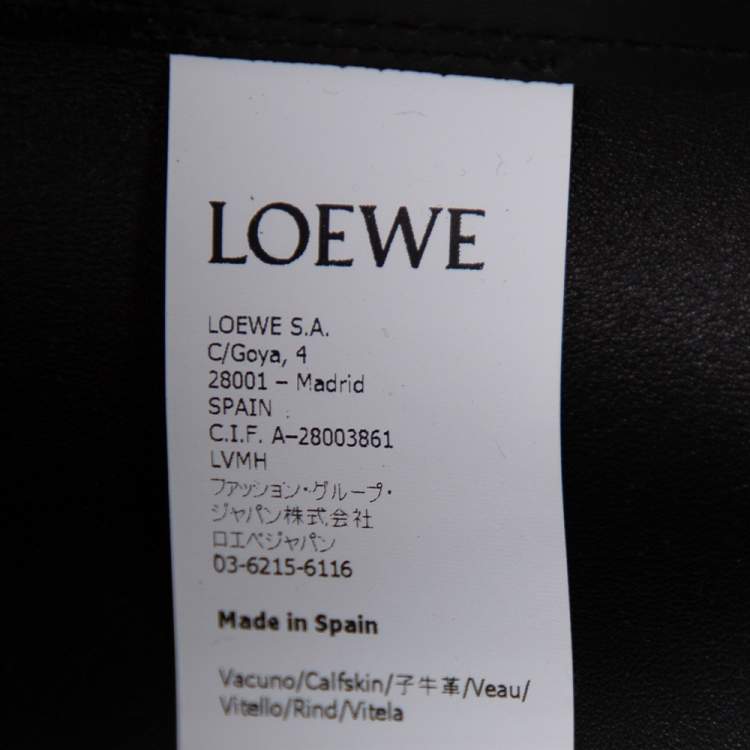 LOEWE
LOEWE S.A.
C/Goya, 4
28001 – Madrid
SPAIN
C.I.F. A–28003861
LVMH
ファッション・グループ・
ジャパン株式会社
ロエベジャパン
03-6215-6116
Made in Spain
Vacuno/Calfskin/子牛革/Veau/
Vitello/Rind/Vitela